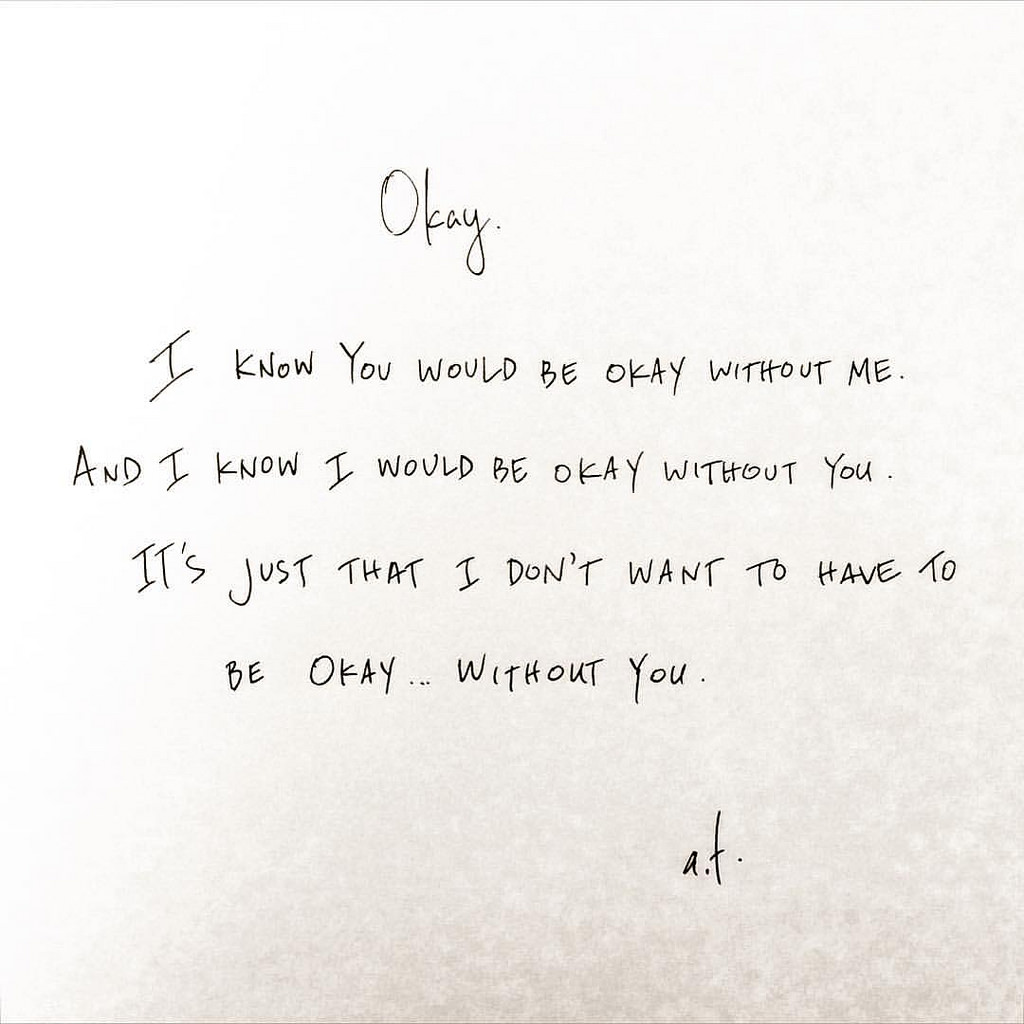 Okay.
I KNOW YOU WOULD BE OKAY WITHOUT ME.
AND I KNOW I WOULD BE OKAY WITHOUT YOU.
IT'S JUST THAT I DON'T WANT TO HAVE TO
BE OKAY... WITHOUT YOU.
a.t.